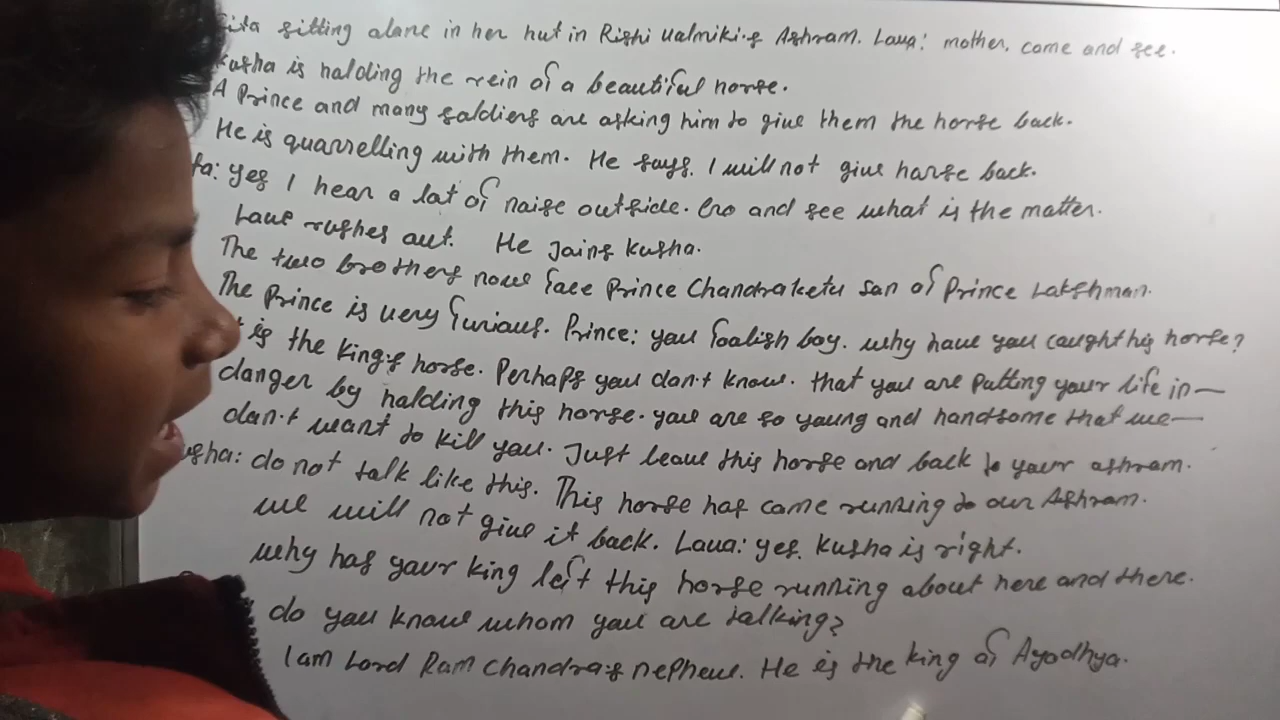 Sita sitting alone in her hut in Rishi Valmiki's Ashram. Lava: mother, come and see.
Kusha is holding the rein of a beautiful horse.
A Prince and many soldiers are asking him to give them the horse back.
He is quarrelling with them. He says. I will not give horse back.
ta: yes I hear a lot of noise outside. Go and see what is the matter.
Lava rushes out. He Joins Kusha.
The two brothers now face Prince Chandraketu son of Prince Lakshman.
The Prince is very furious. Prince: you foolish boy. why have you caught his horse?
t is the king's horse. Perhaps you don't know. that you are putting your life in—
danger by holding this horse. you are so young and handsome that we—
don't want to kill you. Just leave this horse and back to your ashram.
usha: do not talk like this. This horse has come running to our Ashram.
we will not give it back. Lava: yes. Kusha is right.
why has your king left this horse running about here and there.
do you know whom you are talking?
I am Lord Ram Chandra's nephew. He is the king of Ayodhya.